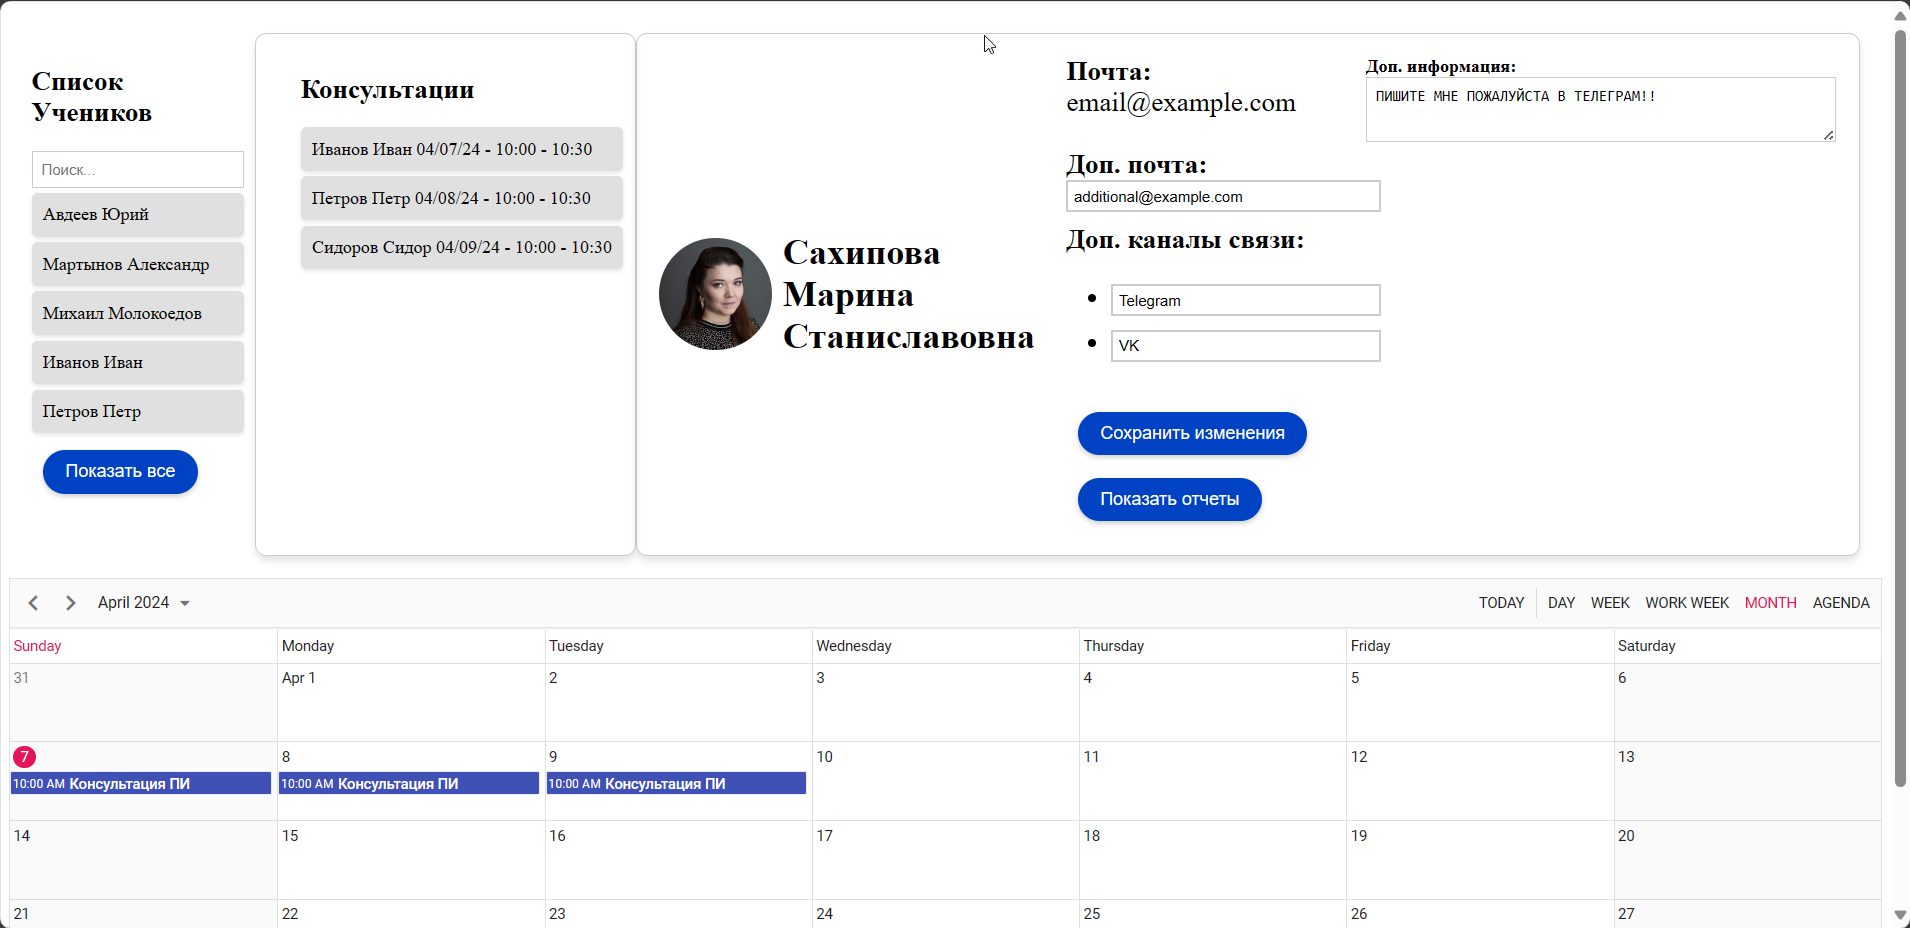 Список
Учеников
Поиск...
Авдеев Юрий
Мартынов Александр
Михаил Молокоедов
Иванов Иван
Петров Петр
Показать все
Консультации
Иванов Иван 04/07/24 - 10:00 - 10:30
Петров Петр 04/08/24 - 10:00 - 10:30
Сидоров Сидор 04/09/24 - 10:00 - 10:30
Сахипова
Марина
Станиславовна
Почта:
email@example.com
Доп. почта:
additional@example.com
Доп. каналы связи:
Telegram
VK
Сохранить изменения
Показать отчеты
Доп. информация:
ПИШИТЕ МНЕ ПОЖАЛУЙСТА В ТЕЛЕГРАМ!!
April 2024 TODAY DAY WEEK WORK WEEK MONTH AGENDA
Sunday Monday Tuesday Wednesday Thursday Friday Saturday
31 Apr 1 2 3 4 5 6
7 8 9 10 11 12 13
10:00 AM Консультация ПИ 10:00 AM Консультация ПИ 10:00 AM Консультация ПИ
14 15 16 17 18 19 20
21 22 23 24 25 26 27